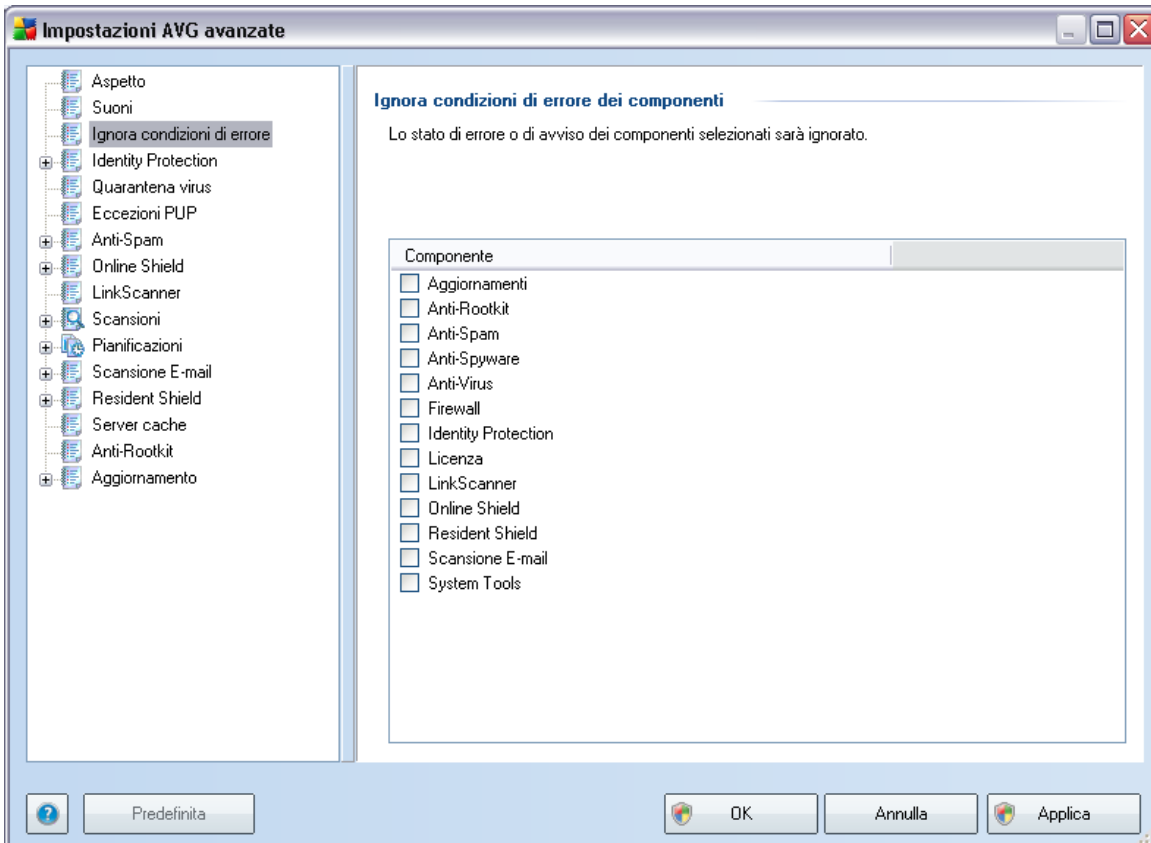 Impostazioni AVG avanzate
Aspetto
Suoni
Ignora condizioni di errore
Identity Protection
Quarantena virus
Eccezioni PUP
Anti-Spam
Online Shield
LinkScanner
Scansioni
Pianificazioni
Scansione E-mail
Resident Shield
Server cache
Anti-Rootkit
Aggiornamento
Ignora condizioni di errore dei componenti
Lo stato di errore o di avviso dei componenti selezionati sarà ignorato.
Componente
Aggiornamenti
Anti-Rootkit
Anti-Spam
Anti-Spyware
Anti-Virus
Firewall
Identity Protection
Licenza
LinkScanner
Online Shield
Resident Shield
Scansione E-mail
System Tools
Predefinita
OK
Annulla
Applica